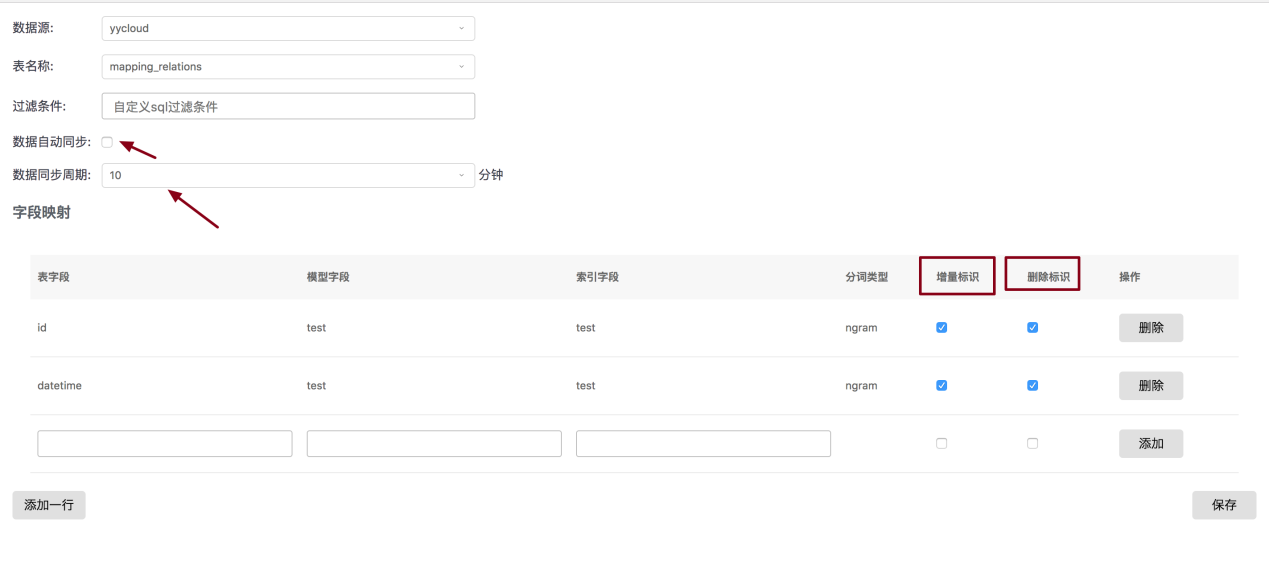 数据源: yycloud
表名称: mapping_relations
过滤条件: 自定义sql过滤条件
数据自动同步:
数据同步周期: 10 分钟
字段映射
表字段 模型字段 索引字段 分词类型 增量标识 删除标识 操作
id test test ngram 删除
datetime test test ngram 删除
添加
添加一行 保存